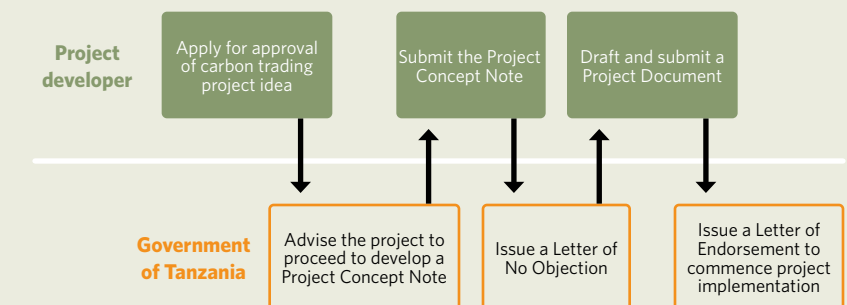 Project
developer
Apply for approval
of carbon trading
project idea
Submit the Project
Concept Note
Draft and submit a
Project Document
Government
of Tanzania
Advise the project to
proceed to develop a
Project Concept Note
Issue a Letter of
No Objection
Issue a Letter of
Endorsement to
commence project
implementation